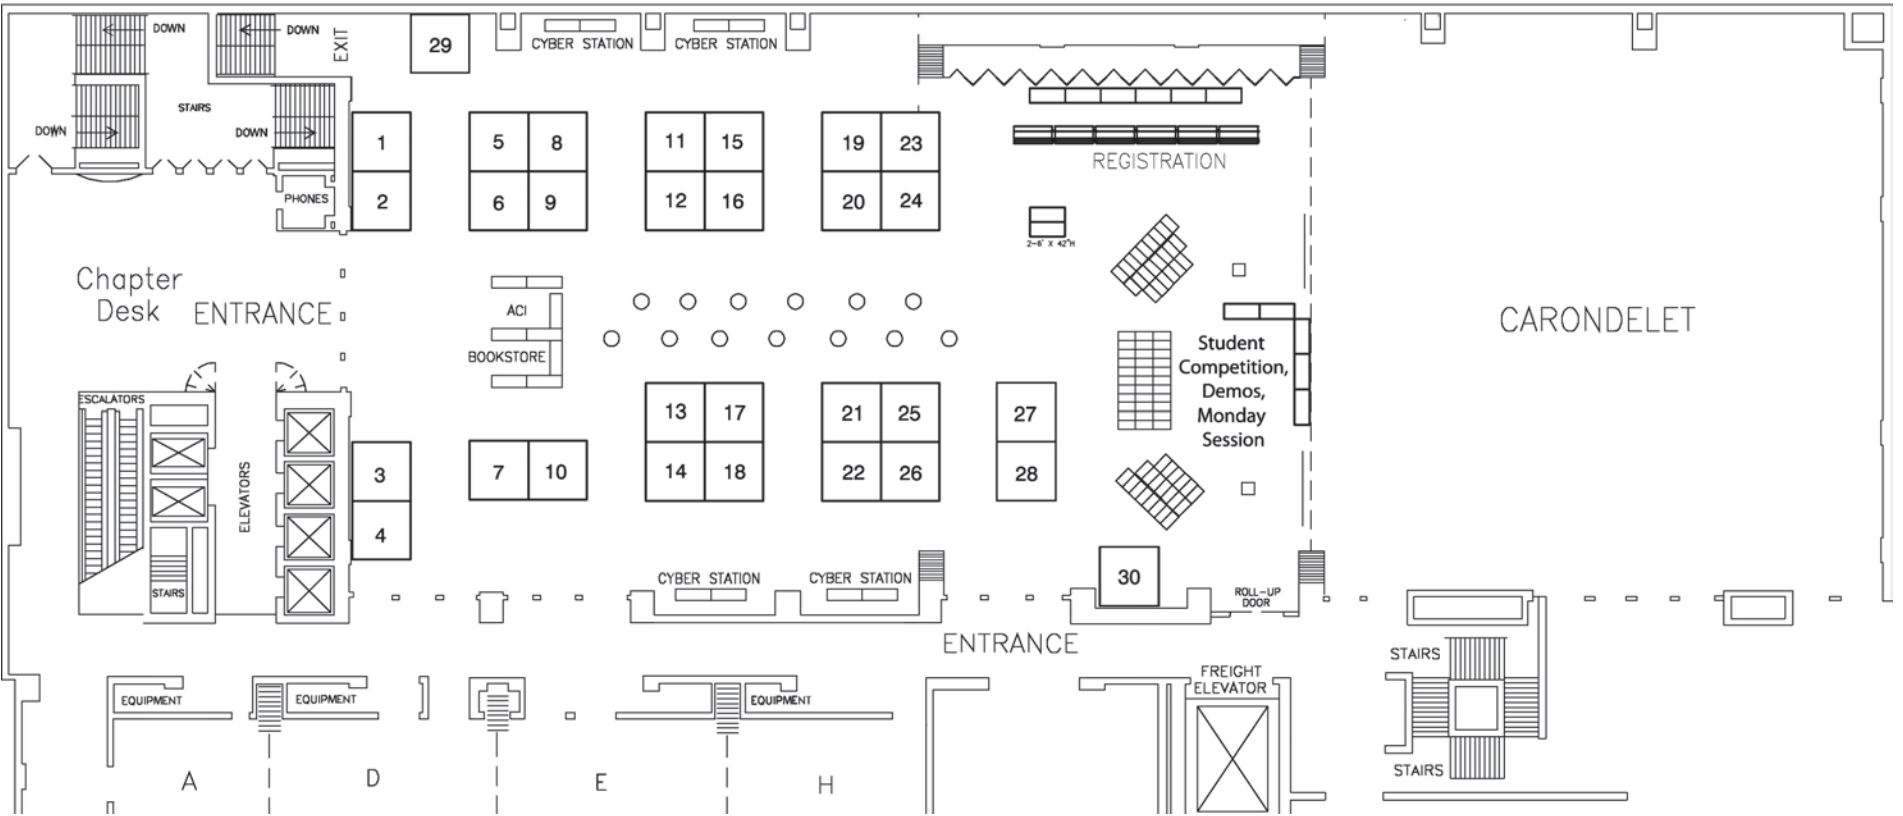 DOWN
DOWN
EXIT
29
CYBER STATION
CYBER STATION
STAIRS
DOWN
DOWN
1
5
8
11
15
19
23
REGISTRATION
PHONES
2
6
9
12
16
20
24
2-6' X 42"H
Chapter
Desk
ENTRANCE
ACI
BOOKSTORE
CARONDELET
Student
Competition,
Demos,
Monday
Session
ESCALATORS
ELEVATORS
13
17
21
25
27
3
7
10
14
18
22
26
28
4
CYBER STATION
CYBER STATION
30
STAIRS
ROLL-UP
DOOR
ENTRANCE
STAIRS
FREIGHT
ELEVATOR
EQUIPMENT
EQUIPMENT
EQUIPMENT
STAIRS
A
D
E
H